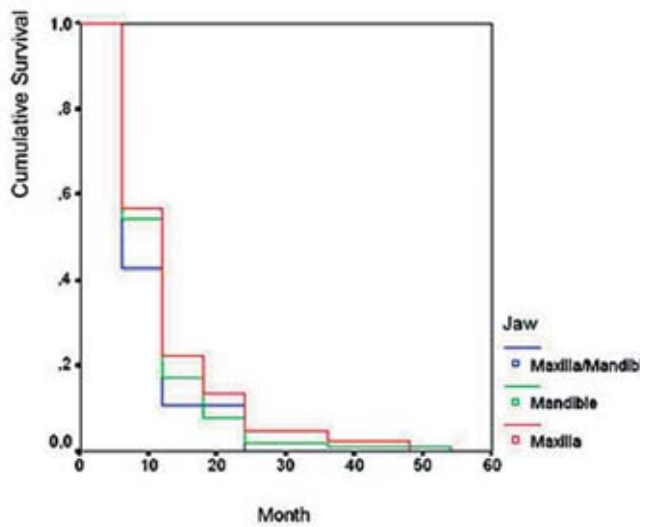 Cumulative Survival
1.0
.8
.6
.4
.2
0.0
0 10 20 30 40 50 60
Month
Jaw
Maxilla/Mandib
Mandible
Maxilla